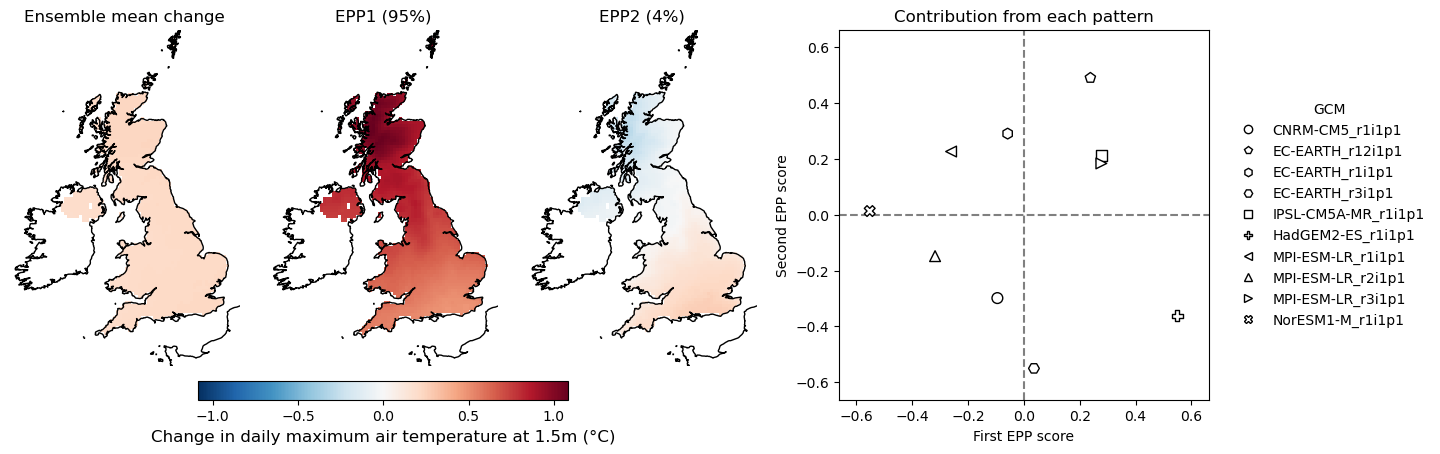 Ensemble mean change
EPP1 (95%)
EPP2 (4%)
−1.0 −0.5 0.0 0.5 1.0
Change in daily maximum air temperature at 1.5m (°C)
Contribution from each pattern
Second EPP score
0.6
0.4
0.2
0.0
−0.2
−0.4
−0.6
−0.6 −0.4 −0.2 0.0 0.2 0.4 0.6
First EPP score
GCM
CNRM-CM5_r1i1p1
EC-EARTH_r12i1p1
EC-EARTH_r1i1p1
EC-EARTH_r3i1p1
IPSL-CM5A-MR_r1i1p1
HadGEM2-ES_r1i1p1
MPI-ESM-LR_r1i1p1
MPI-ESM-LR_r2i1p1
MPI-ESM-LR_r3i1p1
NorESM1-M_r1i1p1